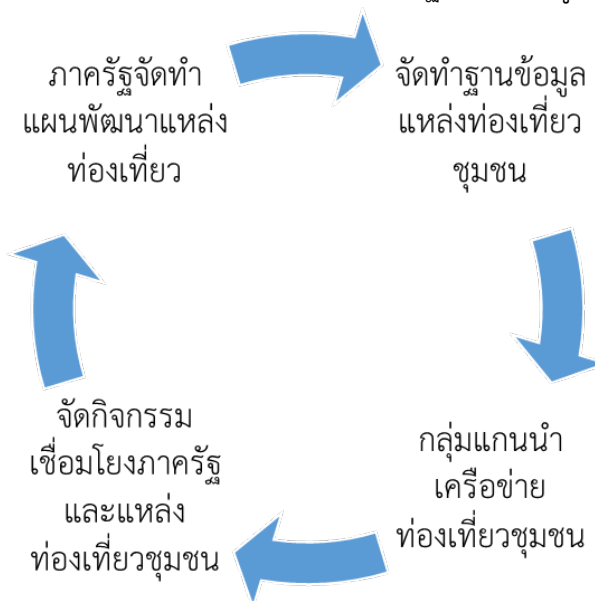 ภาครัฐจัดทำ
แผนพัฒนาแหล่ง
ท่องเที่ยว
จัดทำฐานข้อมูล
แหล่งท่องเที่ยว
ชุมชน
กลุ่มแกนนำ
เครือข่าย
ท่องเที่ยวชุมชน
จัดกิจกรรม
เชื่อมโยงภาครัฐ
และแหล่ง
ท่องเที่ยวชุมชน